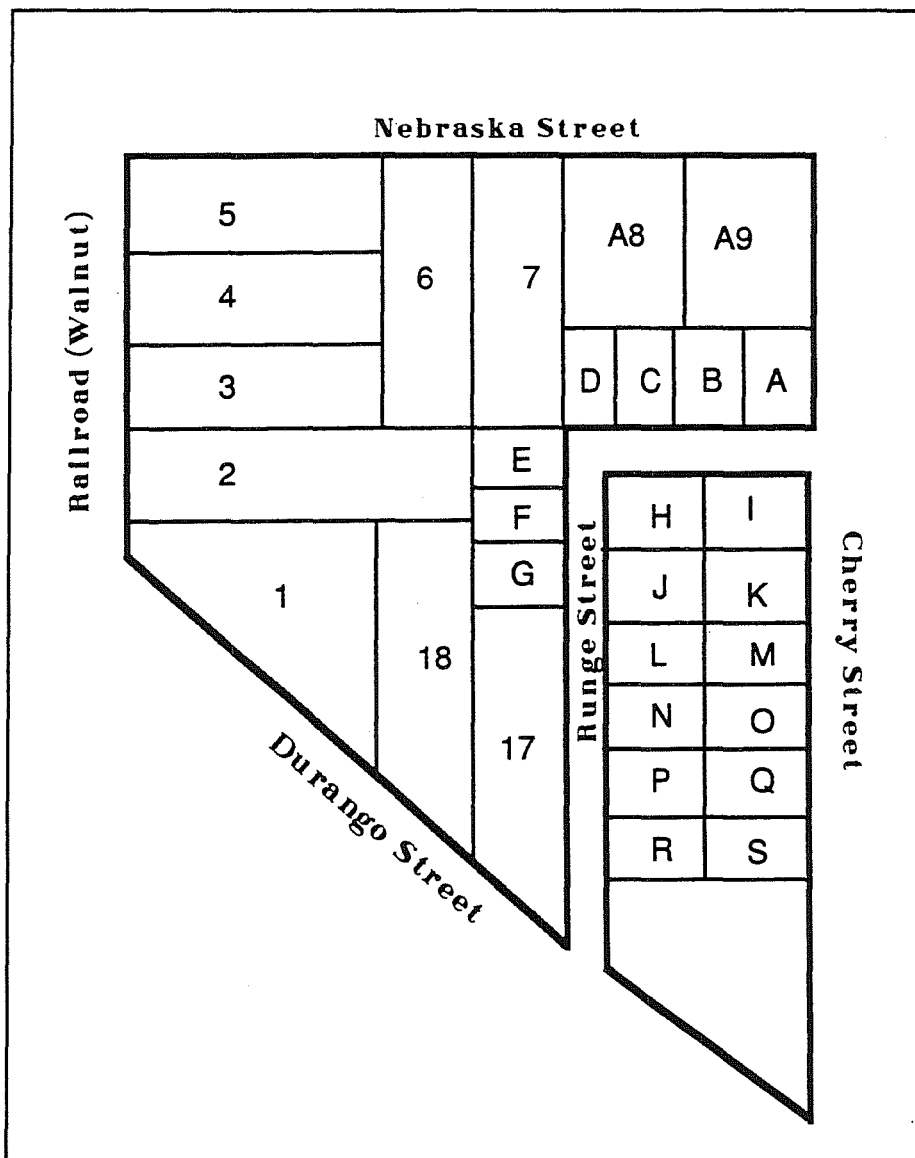 Nebraska Street
Railroad (Walnut)
5
6
7
A8
A9
4
3
D
C
B
A
2
E
F
G
H
I
1
J
K
18
L
M
Runge Street
Cherry Street
N
O
17
P
Q
R
S
Durango Street